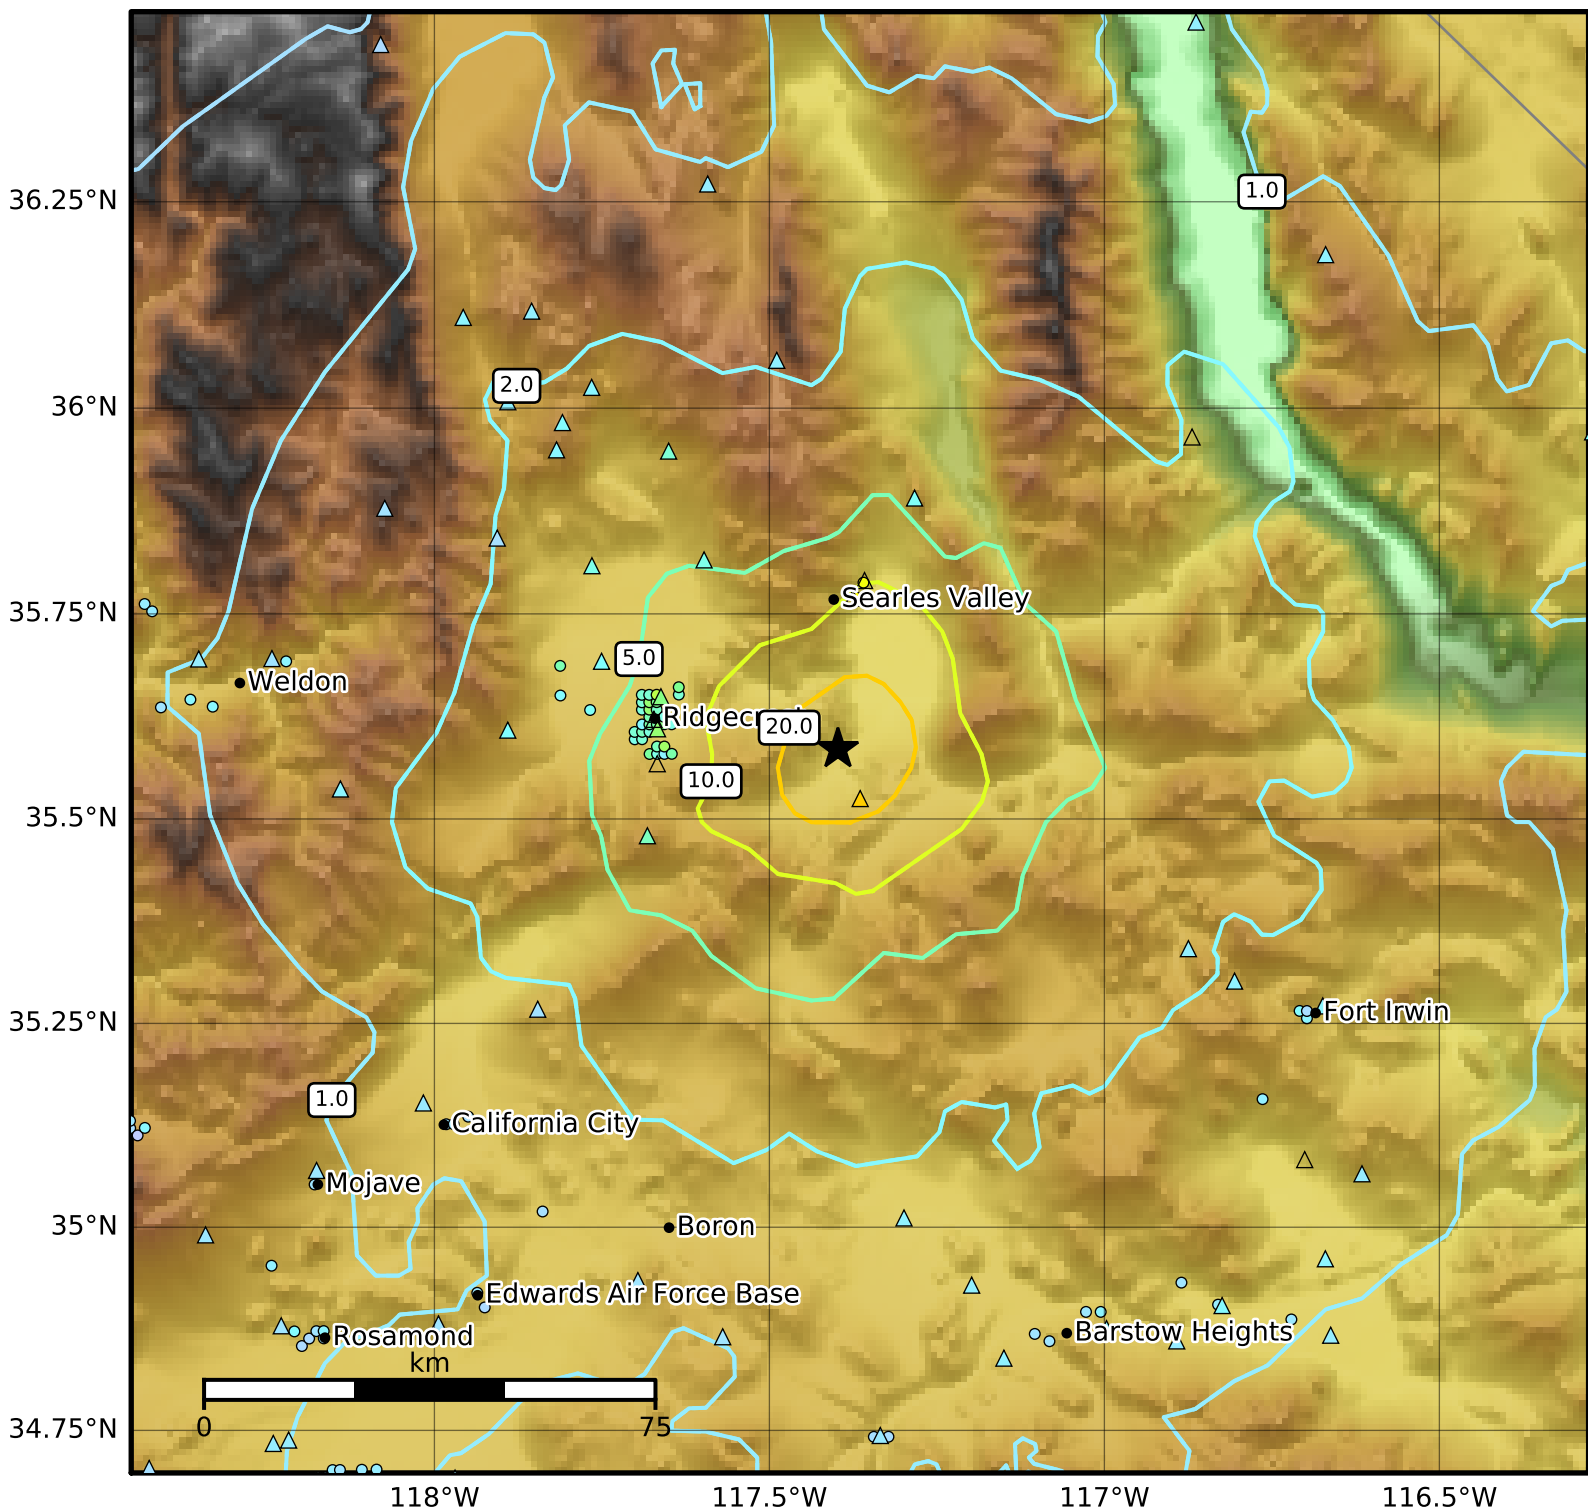 1.0
36.25°N
2.0
36°N
Searles Valley
35.75°N
5.0
Weldon
Ridgecr
20.0
10.0
35.5°N
Fort Irwin
35.25°N
1.0
California City
Mojave
35°N
Boron
Edwards Air Force Base
Barstow Heights
Rosamond
km
0
75
34.75°N
118°W
117.5°W
117°W
116.5°W